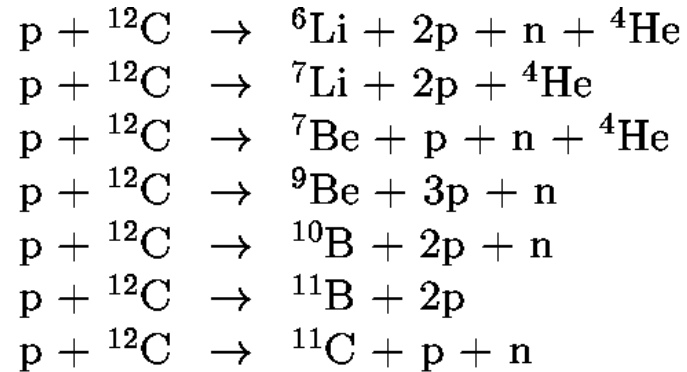 p + ¹²C → ⁶Li + 2p + n + ⁴He
p + ¹²C → ⁷Li + 2p + ⁴He
p + ¹²C → ⁷Be + p + n + ⁴He
p + ¹²C → ⁹Be + 3p + n
p + ¹²C → ¹⁰B + 2p + n
p + ¹²C → ¹¹B + 2p
p + ¹²C → ¹¹C + p + n